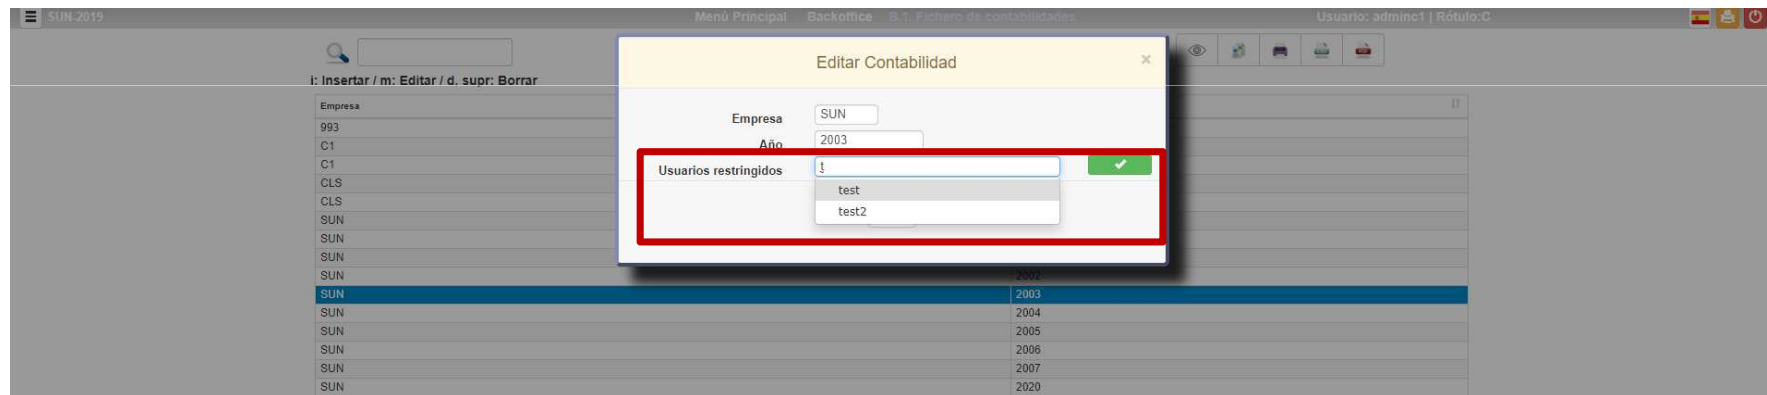 SUN-2019 Menú Principal Backoffice B.1. Fichero de contabilidades Usuario: adminc1 | Rótulo:C
Editar Contabilidad ×
i: Insertar / m: Editar / d. supr: Borrar
Empresa
Empresa SUN
993
Año 2003
C1
Usuarios restringidos t
C1
test
CLS
test2
CLS
SUN
SUN
SUN
SUN 2002
SUN 2003
SUN 2004
SUN 2005
SUN 2006
SUN 2007
SUN 2020